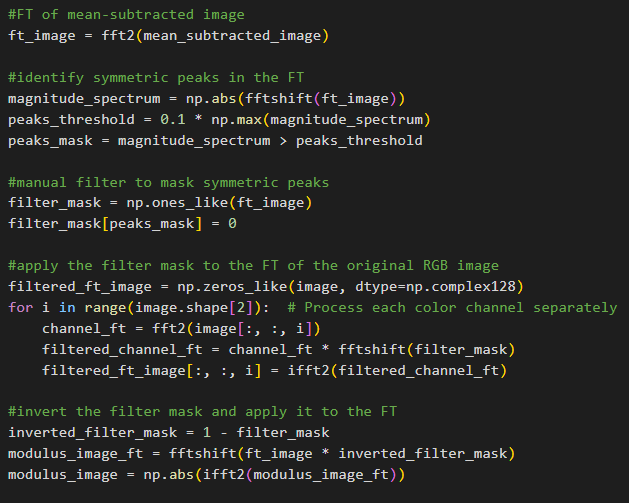 #FT of mean-subtracted image
ft_image = fft2(mean_subtracted_image)
#identify symmetric peaks in the FT
magnitude_spectrum = np.abs(fftshift(ft_image))
peaks_threshold = 0.1 * np.max(magnitude_spectrum)
peaks_mask = magnitude_spectrum > peaks_threshold
#manual filter to mask symmetric peaks
filter_mask = np.ones_like(ft_image)
filter_mask[peaks_mask] = 0
#apply the filter mask to the FT of the original RGB image
filtered_ft_image = np.zeros_like(image, dtype=np.complex128)
for i in range(image.shape[2]):  # Process each color channel separately
    channel_ft = fft2(image[:, :, i])
    filtered_channel_ft = channel_ft * fftshift(filter_mask)
    filtered_ft_image[:, :, i] = ifft2(filtered_channel_ft)
#invert the filter mask and apply it to the FT
inverted_filter_mask = 1 - filter_mask
modulus_image_ft = fftshift(ft_image * inverted_filter_mask)
modulus_image = np.abs(ifft2(modulus_image_ft))